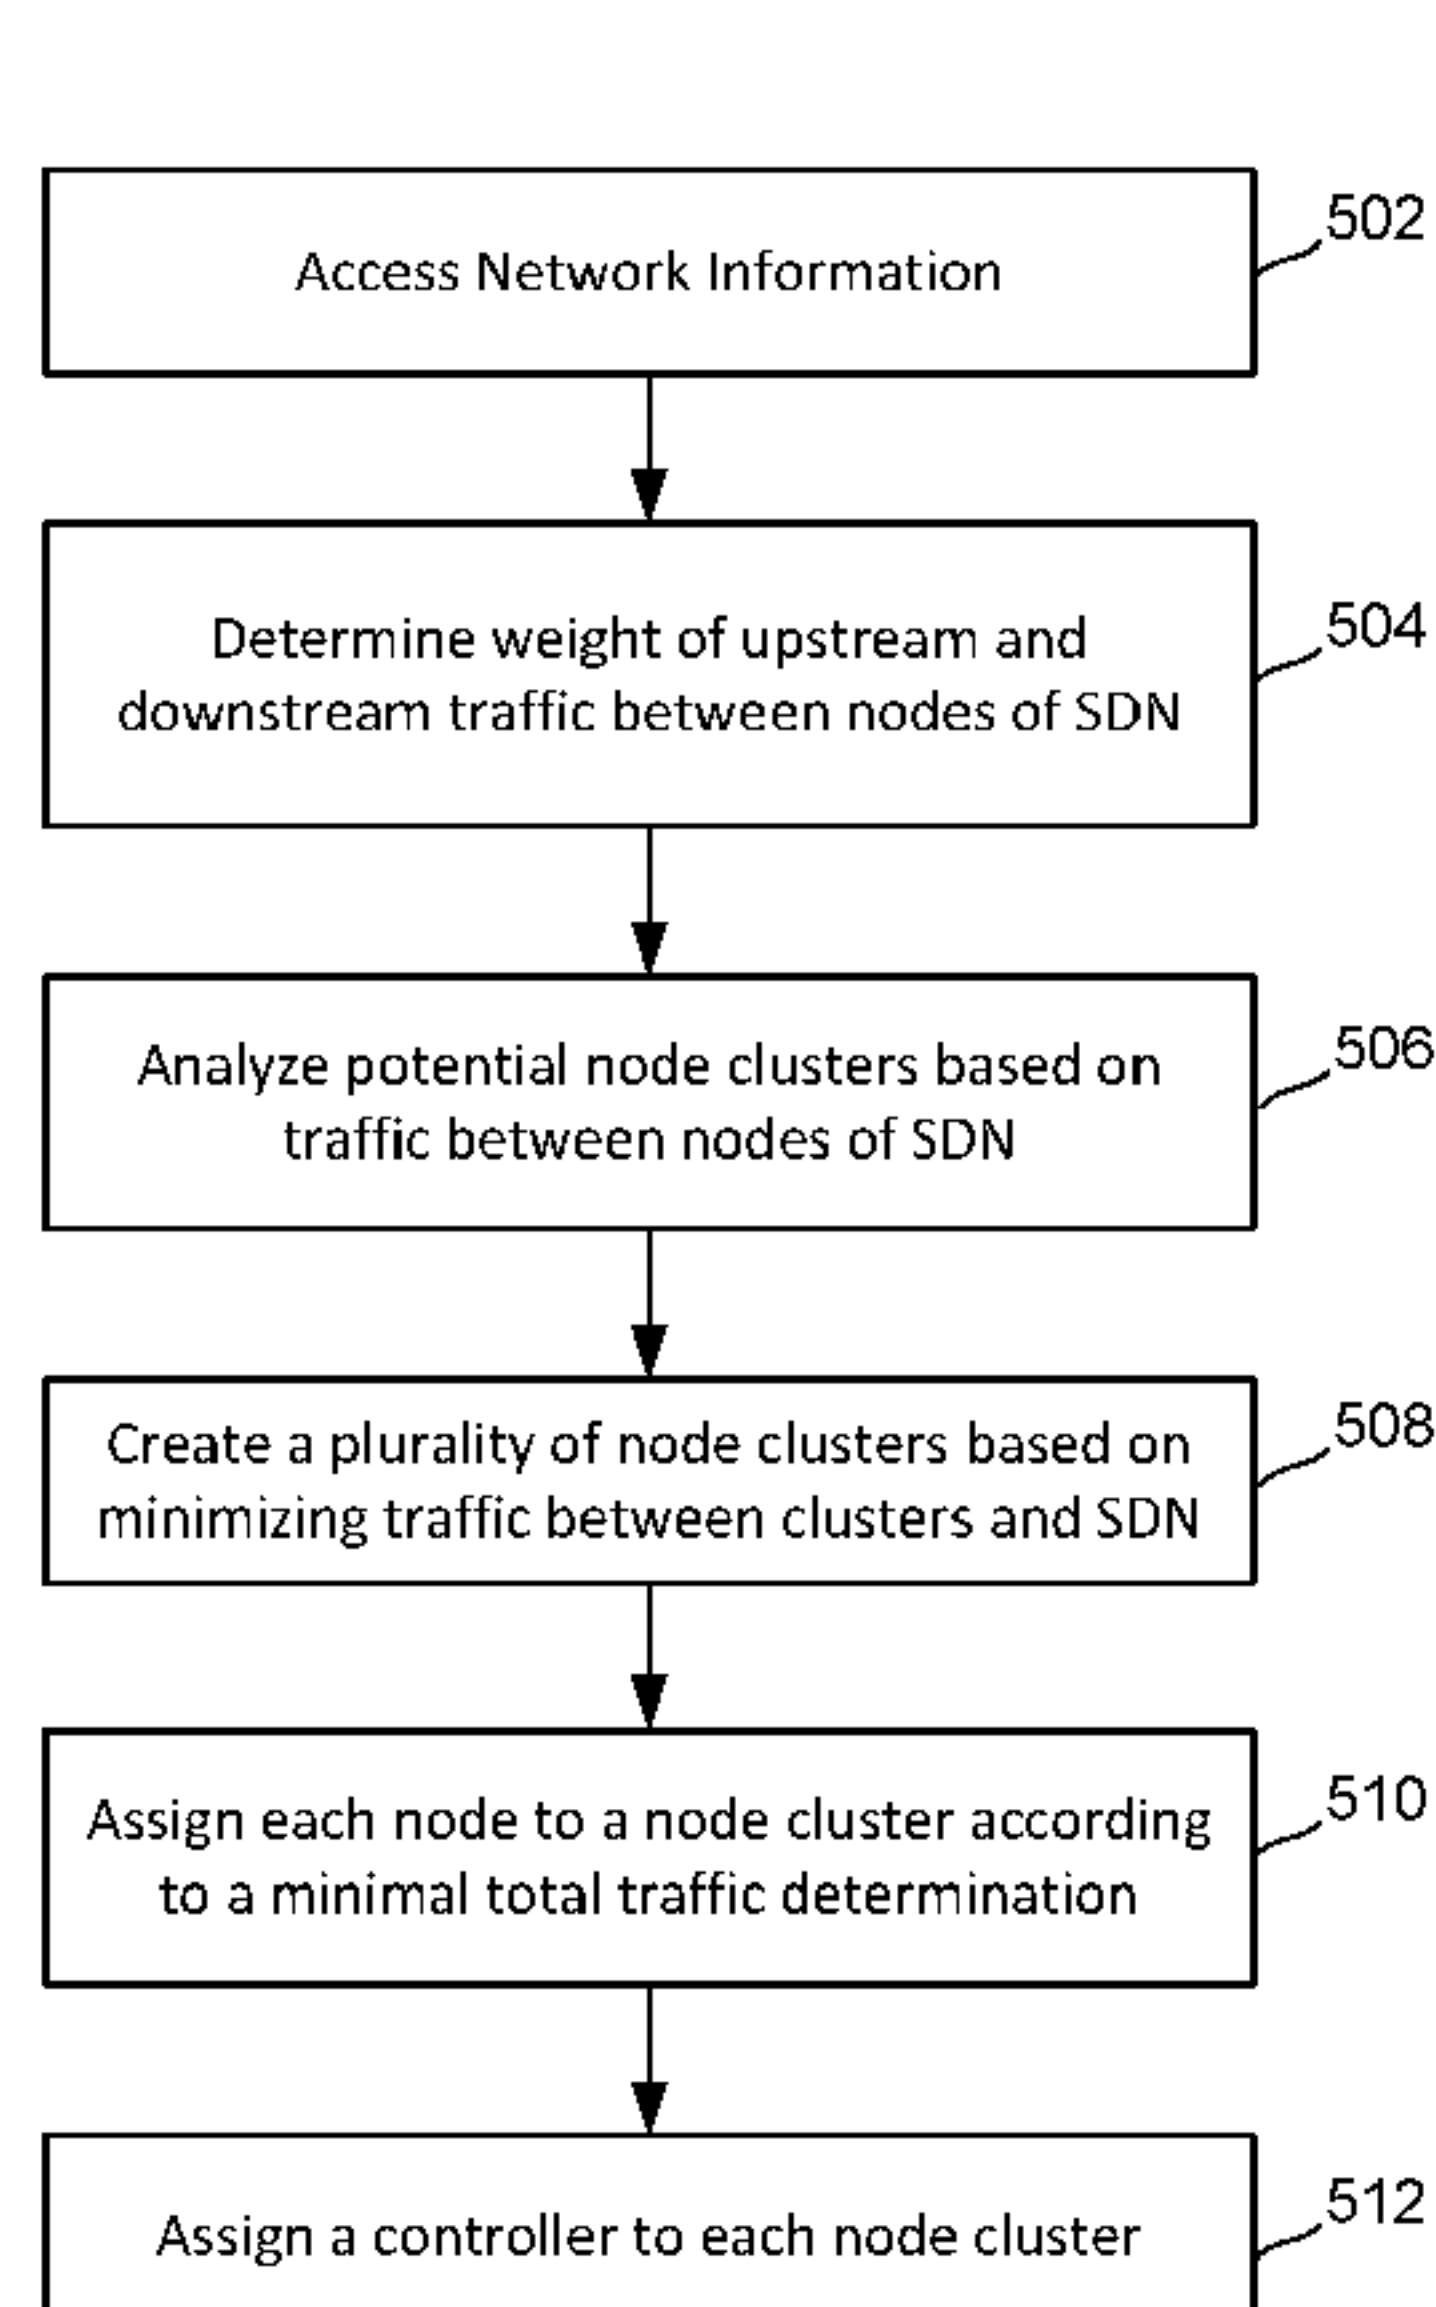 Access Network Information
502
Determine weight of upstream and
downstream traffic between nodes of SDN
504
Analyze potential node clusters based on
traffic between nodes of SDN
506
Create a plurality of node clusters based on
minimizing traffic between clusters and SDN
508
Assign each node to a node cluster according
to a minimal total traffic determination
510
Assign a controller to each node cluster
512